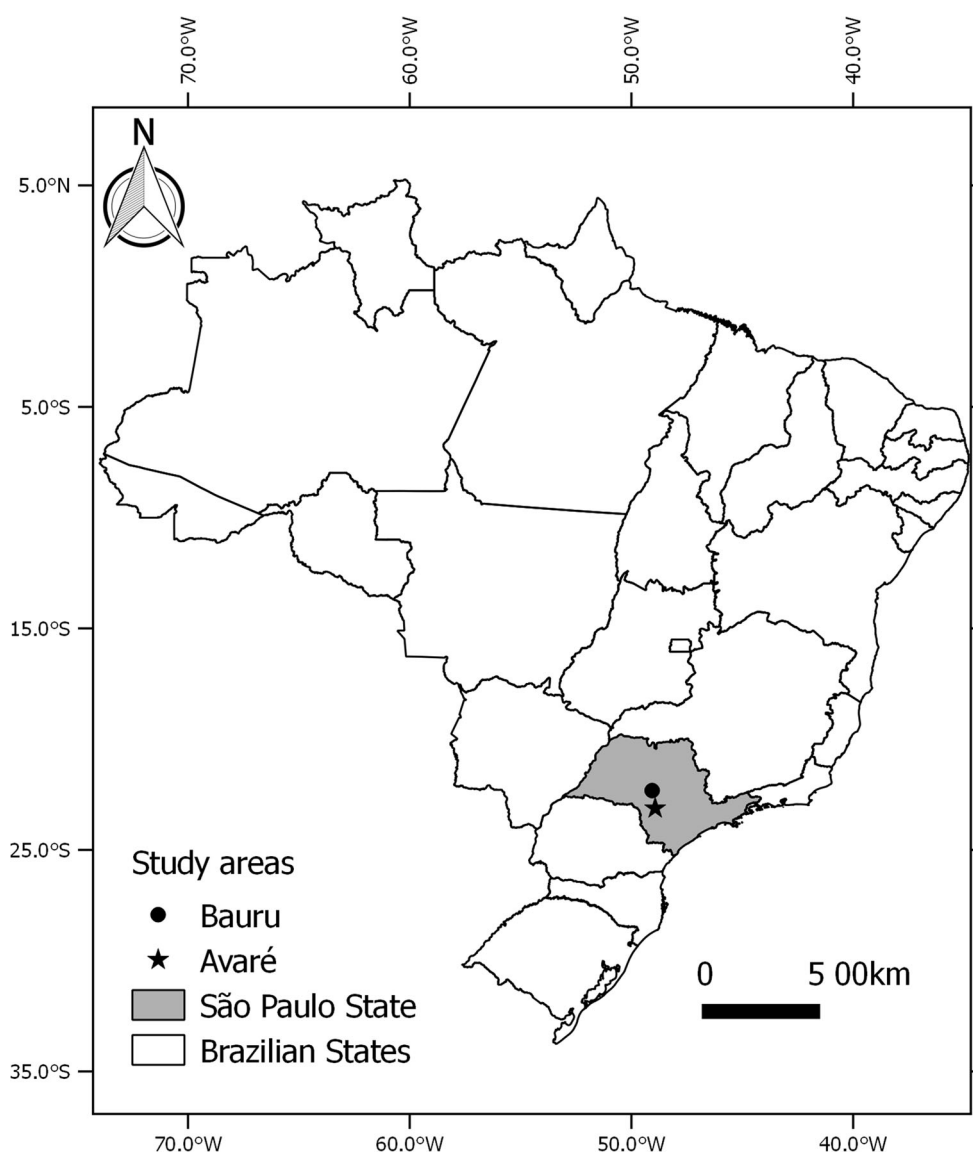 70.0°W 60.0°W 50.0°W 40.0°W
N
5.0°N
5.0°S
15.0°S
25.0°S
35.0°S
Study areas
Bauru
Avaré
São Paulo State
Brazilian States
0 5 00km
70.0°W 60.0°W 50.0°W 40.0°W